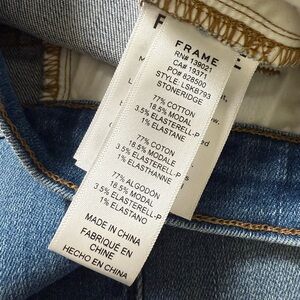 FRAME
RN# 139021
CA# 19371
PO# 828500
STYLE: LSKB793
STONERIDGE
77% COTTON
18.5% MODAL
3.5% ELASTERELL-P
1% ELASTANE
77% COTON
18.5% MODALE
3.5% ELASTERELL-P
1% ELASTHANNE
77% ALGODÓN
18.5% MODAL
3.5% ELASTERELL-P
1% ELASTANO
MADE IN CHINA
FABRIQUÉ EN
CHINE
HECHO EN CHINA